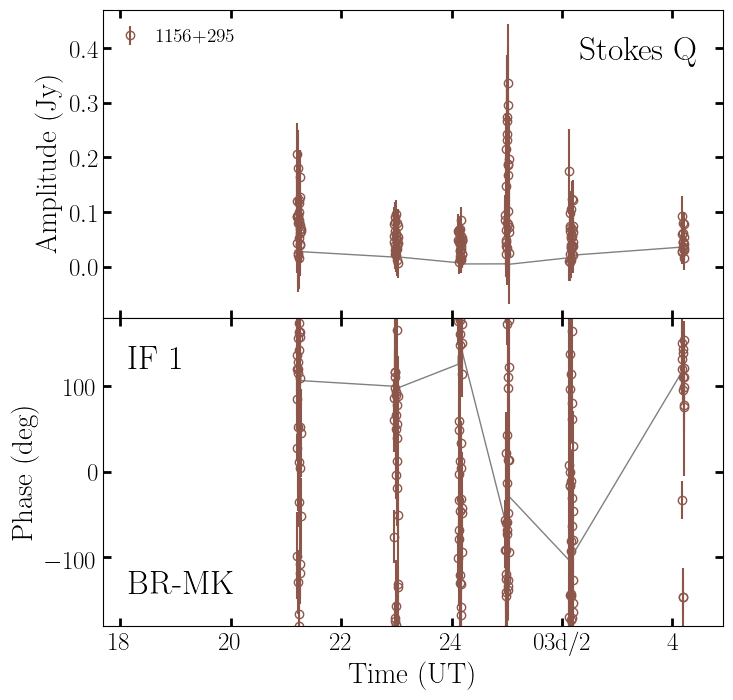 1156+295
Stokes Q
0.4
0.3
0.2
0.1
0.0
Amplitude (Jy)
IF 1
100
0
−100
Phase (deg)
BR-MK
18 20 22 24 03d/2 4
Time (UT)